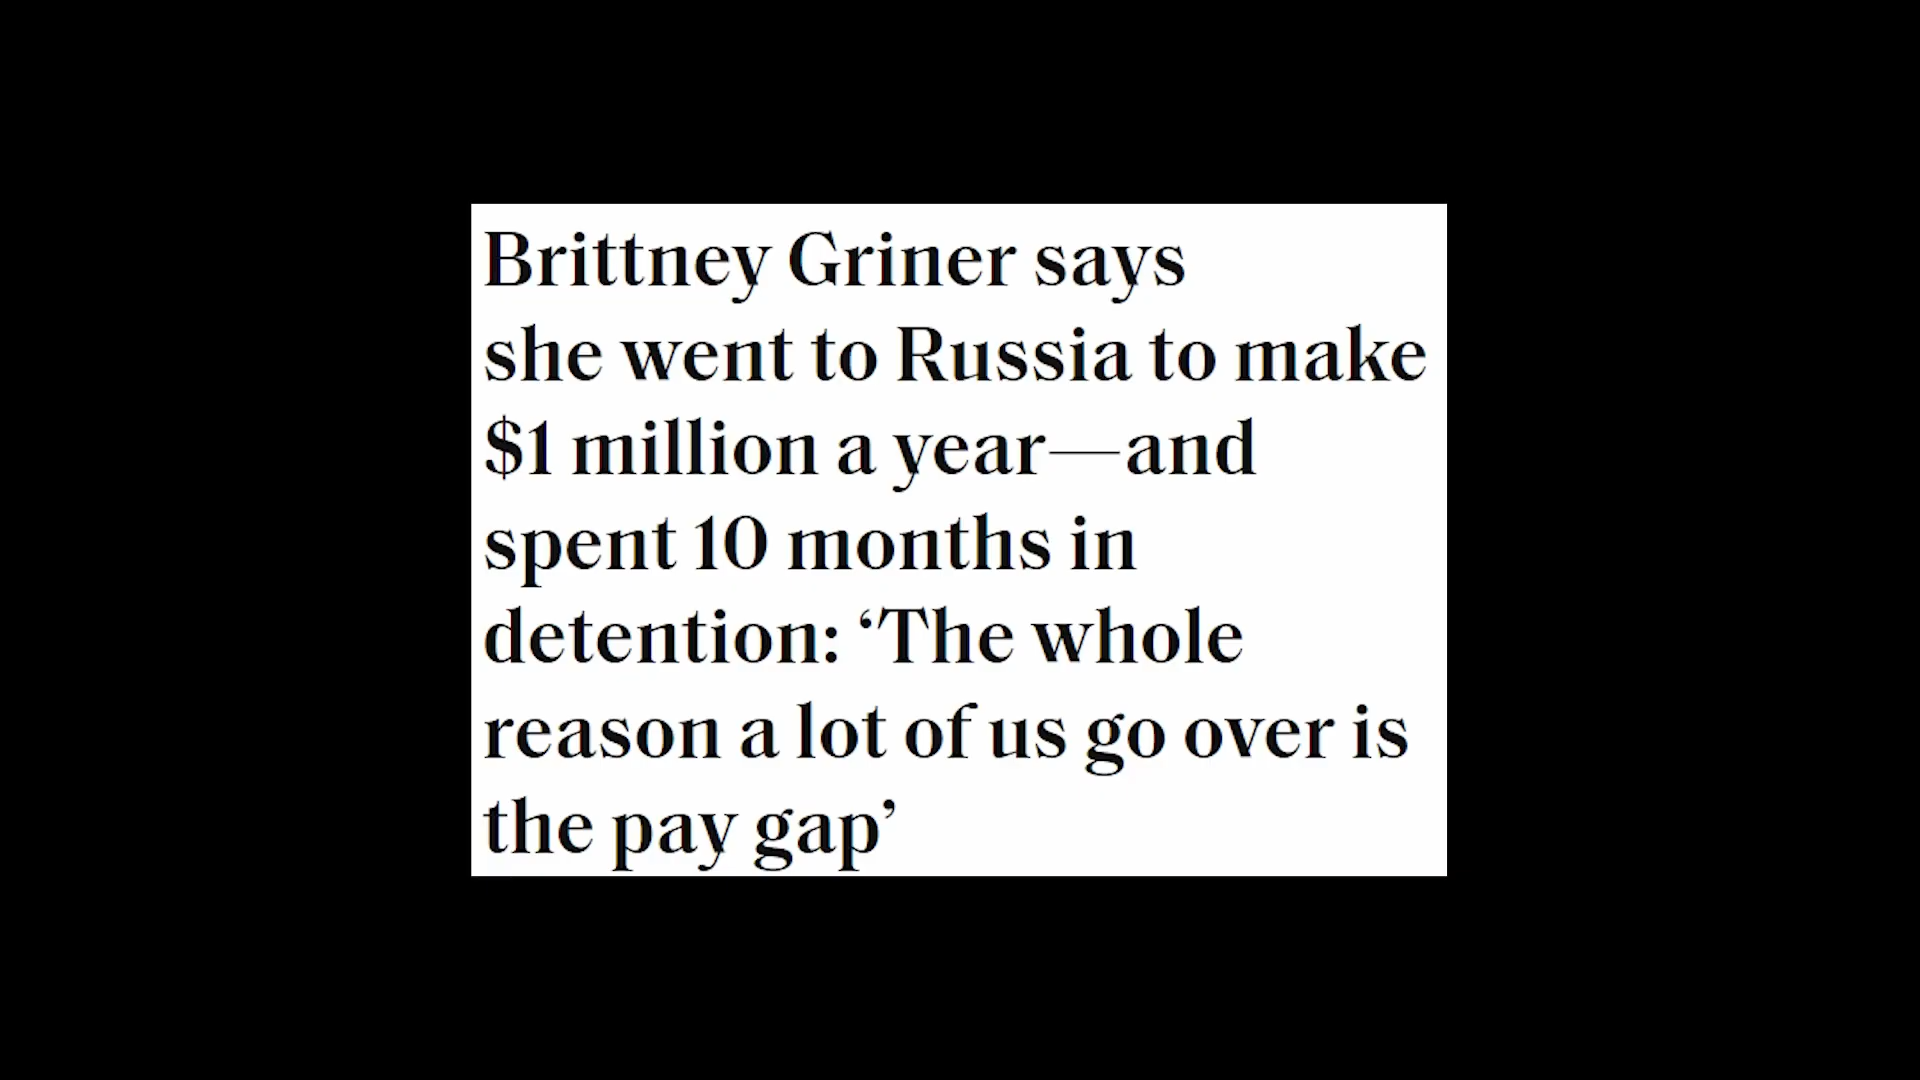 Brittney Griner says
she went to Russia to make
$1 million a year—and
spent 10 months in
detention: ‘The whole
reason a lot of us go over is
the pay gap’